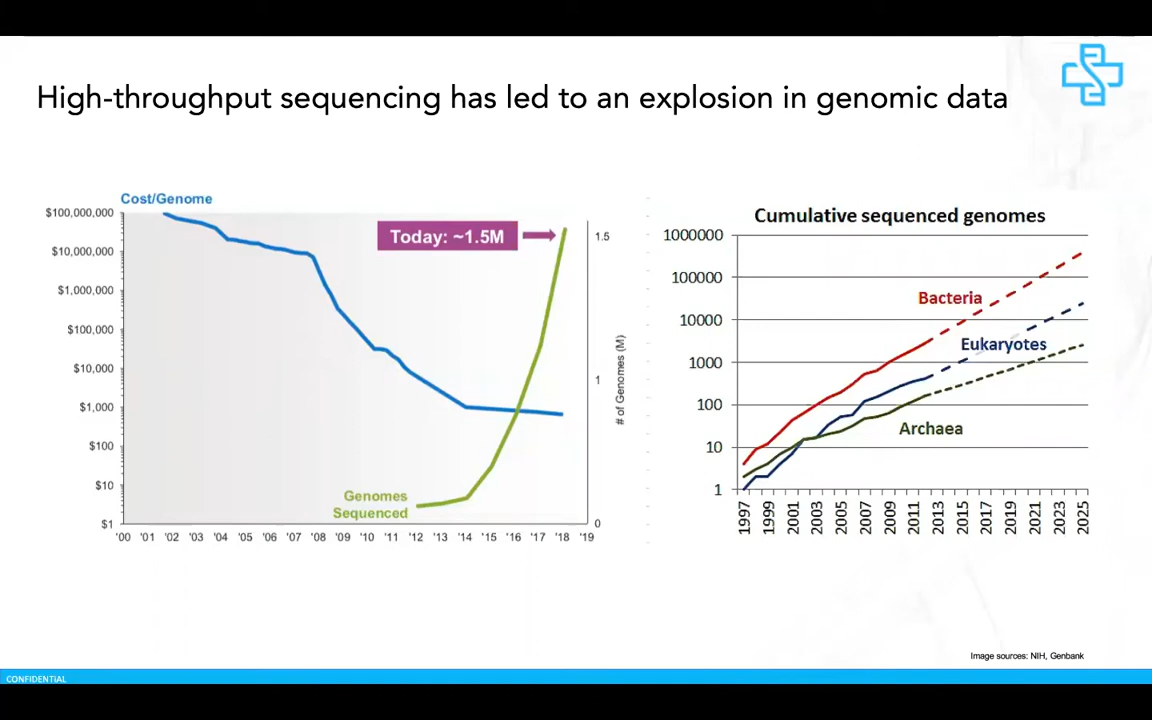 High-throughput sequencing has led to an explosion in genomic data
Cost/Genome
$100,000,000
$10,000,000
$1,000,000
$100,000
$10,000
$1,000
$100
$10
$1
Today: ~1.5M
Genomes
Sequenced
1.5
1
0
# of Genomes (M)
'00 '01 '02 '03 '04 '05 '06 '07 '08 '09 '10 '11 '12 '13 '14 '15 '16 '17 '18 '19
Cumulative sequenced genomes
1000000
100000
10000
1000
100
10
1
Bacteria
Eukaryotes
Archaea
1997 1999 2001 2003 2005 2007 2009 2011 2013 2015 2017 2019 2021 2023 2025
Image sources: NIH, Genbank
CONFIDENTIAL